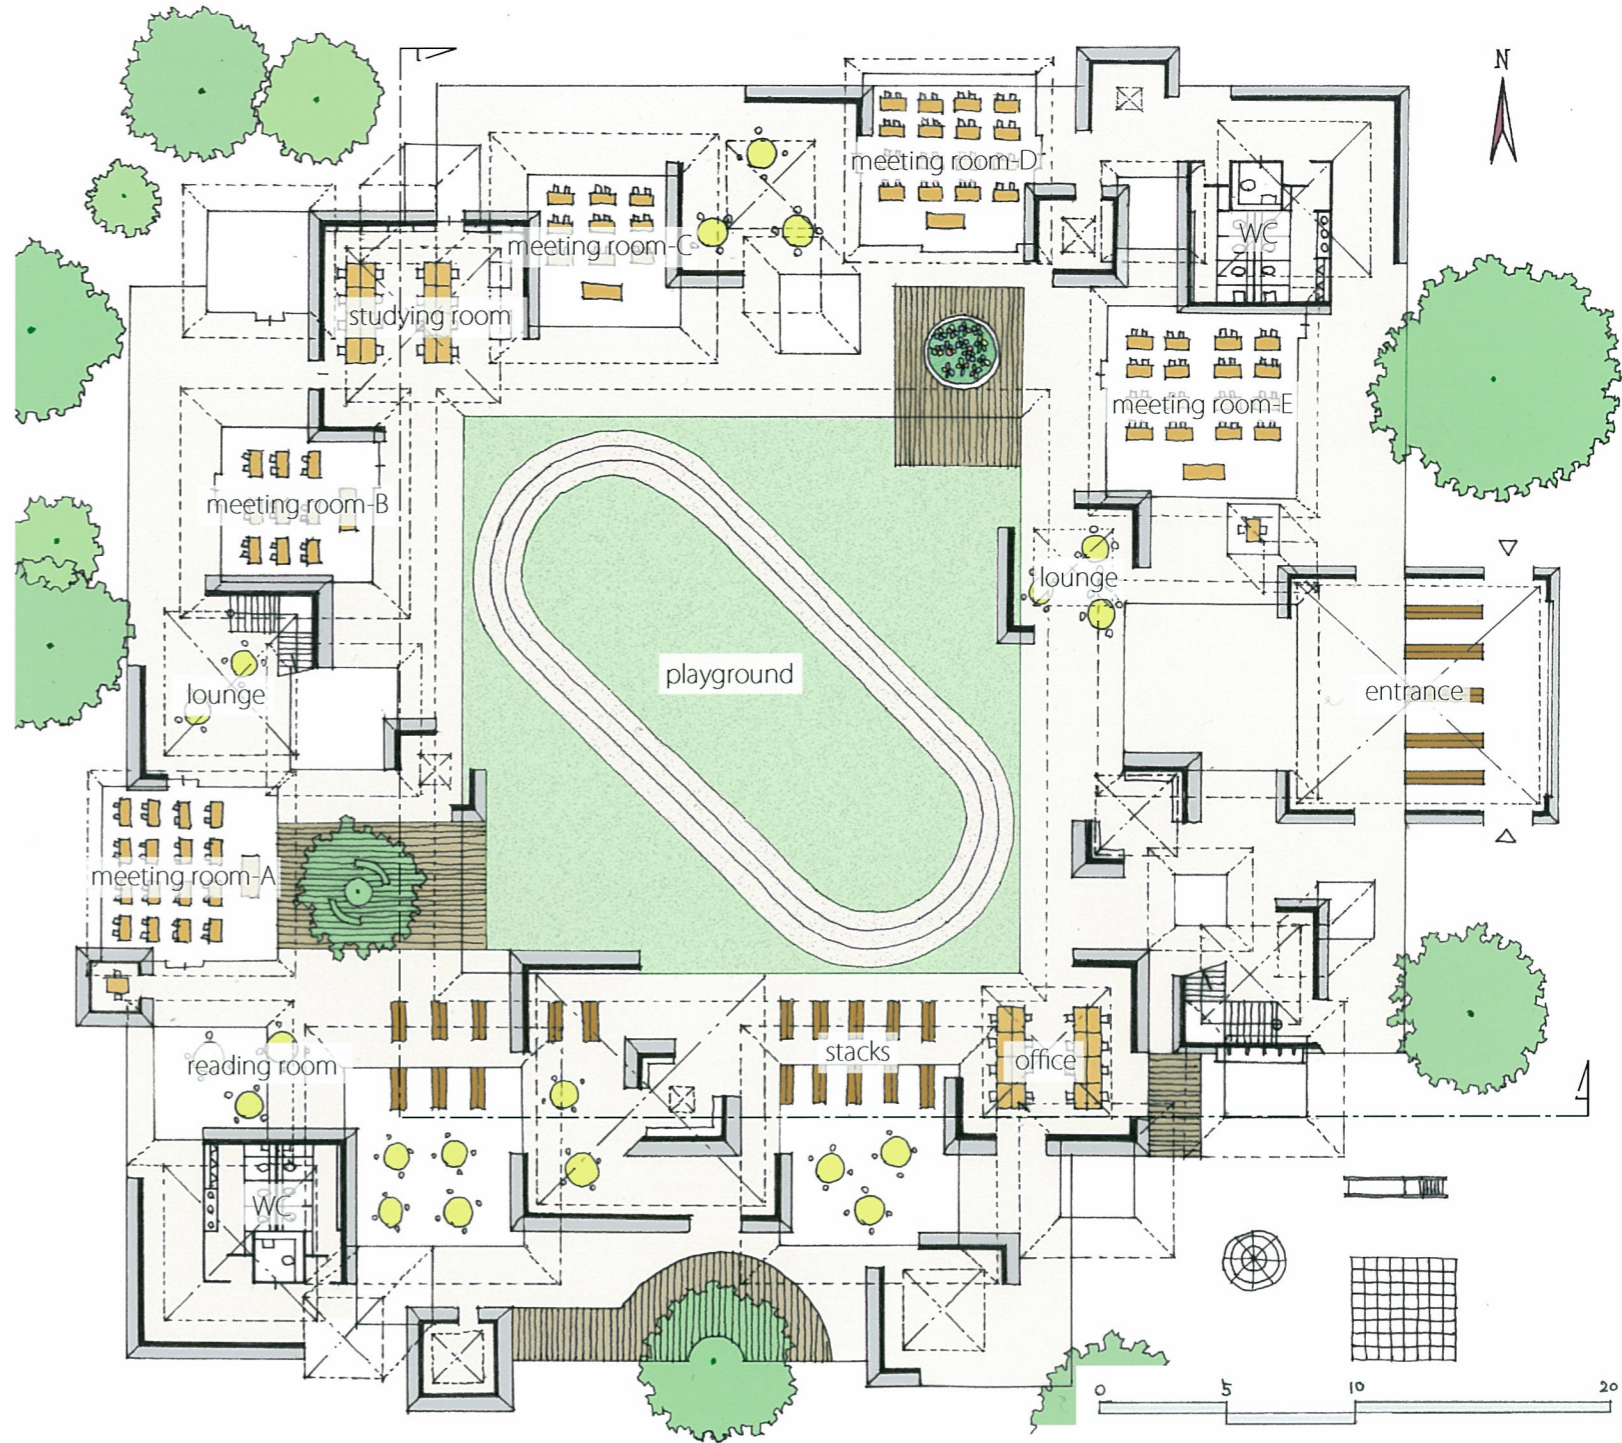 N
meeting room-D
WC
meeting room-C
studying room
meeting room-E
meeting room-B
lounge
playground
lounge
entrance
meeting room-A
stacks
office
reading room
WC
0 5 10 20